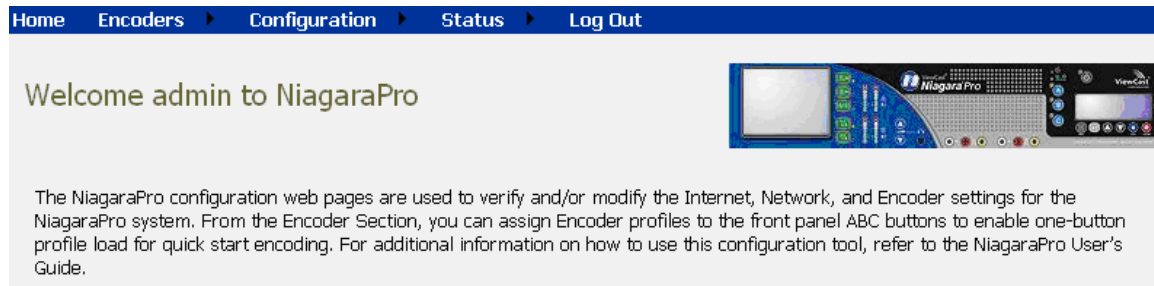 Home Encoders Configuration Status Log Out
Welcome admin to NiagaraPro
Niagara Pro
ViewCast
The NiagaraPro configuration web pages are used to verify and/or modify the Internet, Network, and Encoder settings for the
NiagaraPro system. From the Encoder Section, you can assign Encoder profiles to the front panel ABC buttons to enable one-button
profile load for quick start encoding. For additional information on how to use this configuration tool, refer to the NiagaraPro User's
Guide.